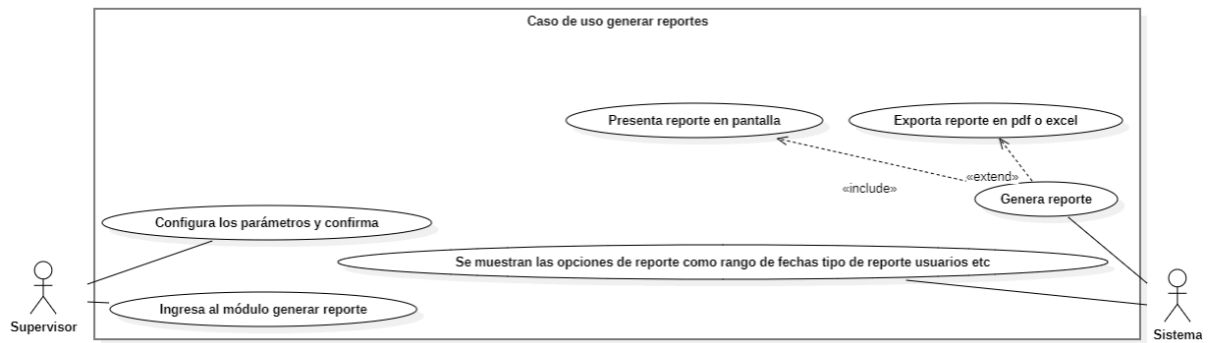 Caso de uso generar reportes
Presenta reporte en pantalla
Exporta reporte en pdf o excel
«extend»
«include»
Genera reporte
Configura los parámetros y confirma
Se muestran las opciones de reporte como rango de fechas tipo de reporte usuarios etc
Ingresa al módulo generar reporte
Supervisor
Sistema